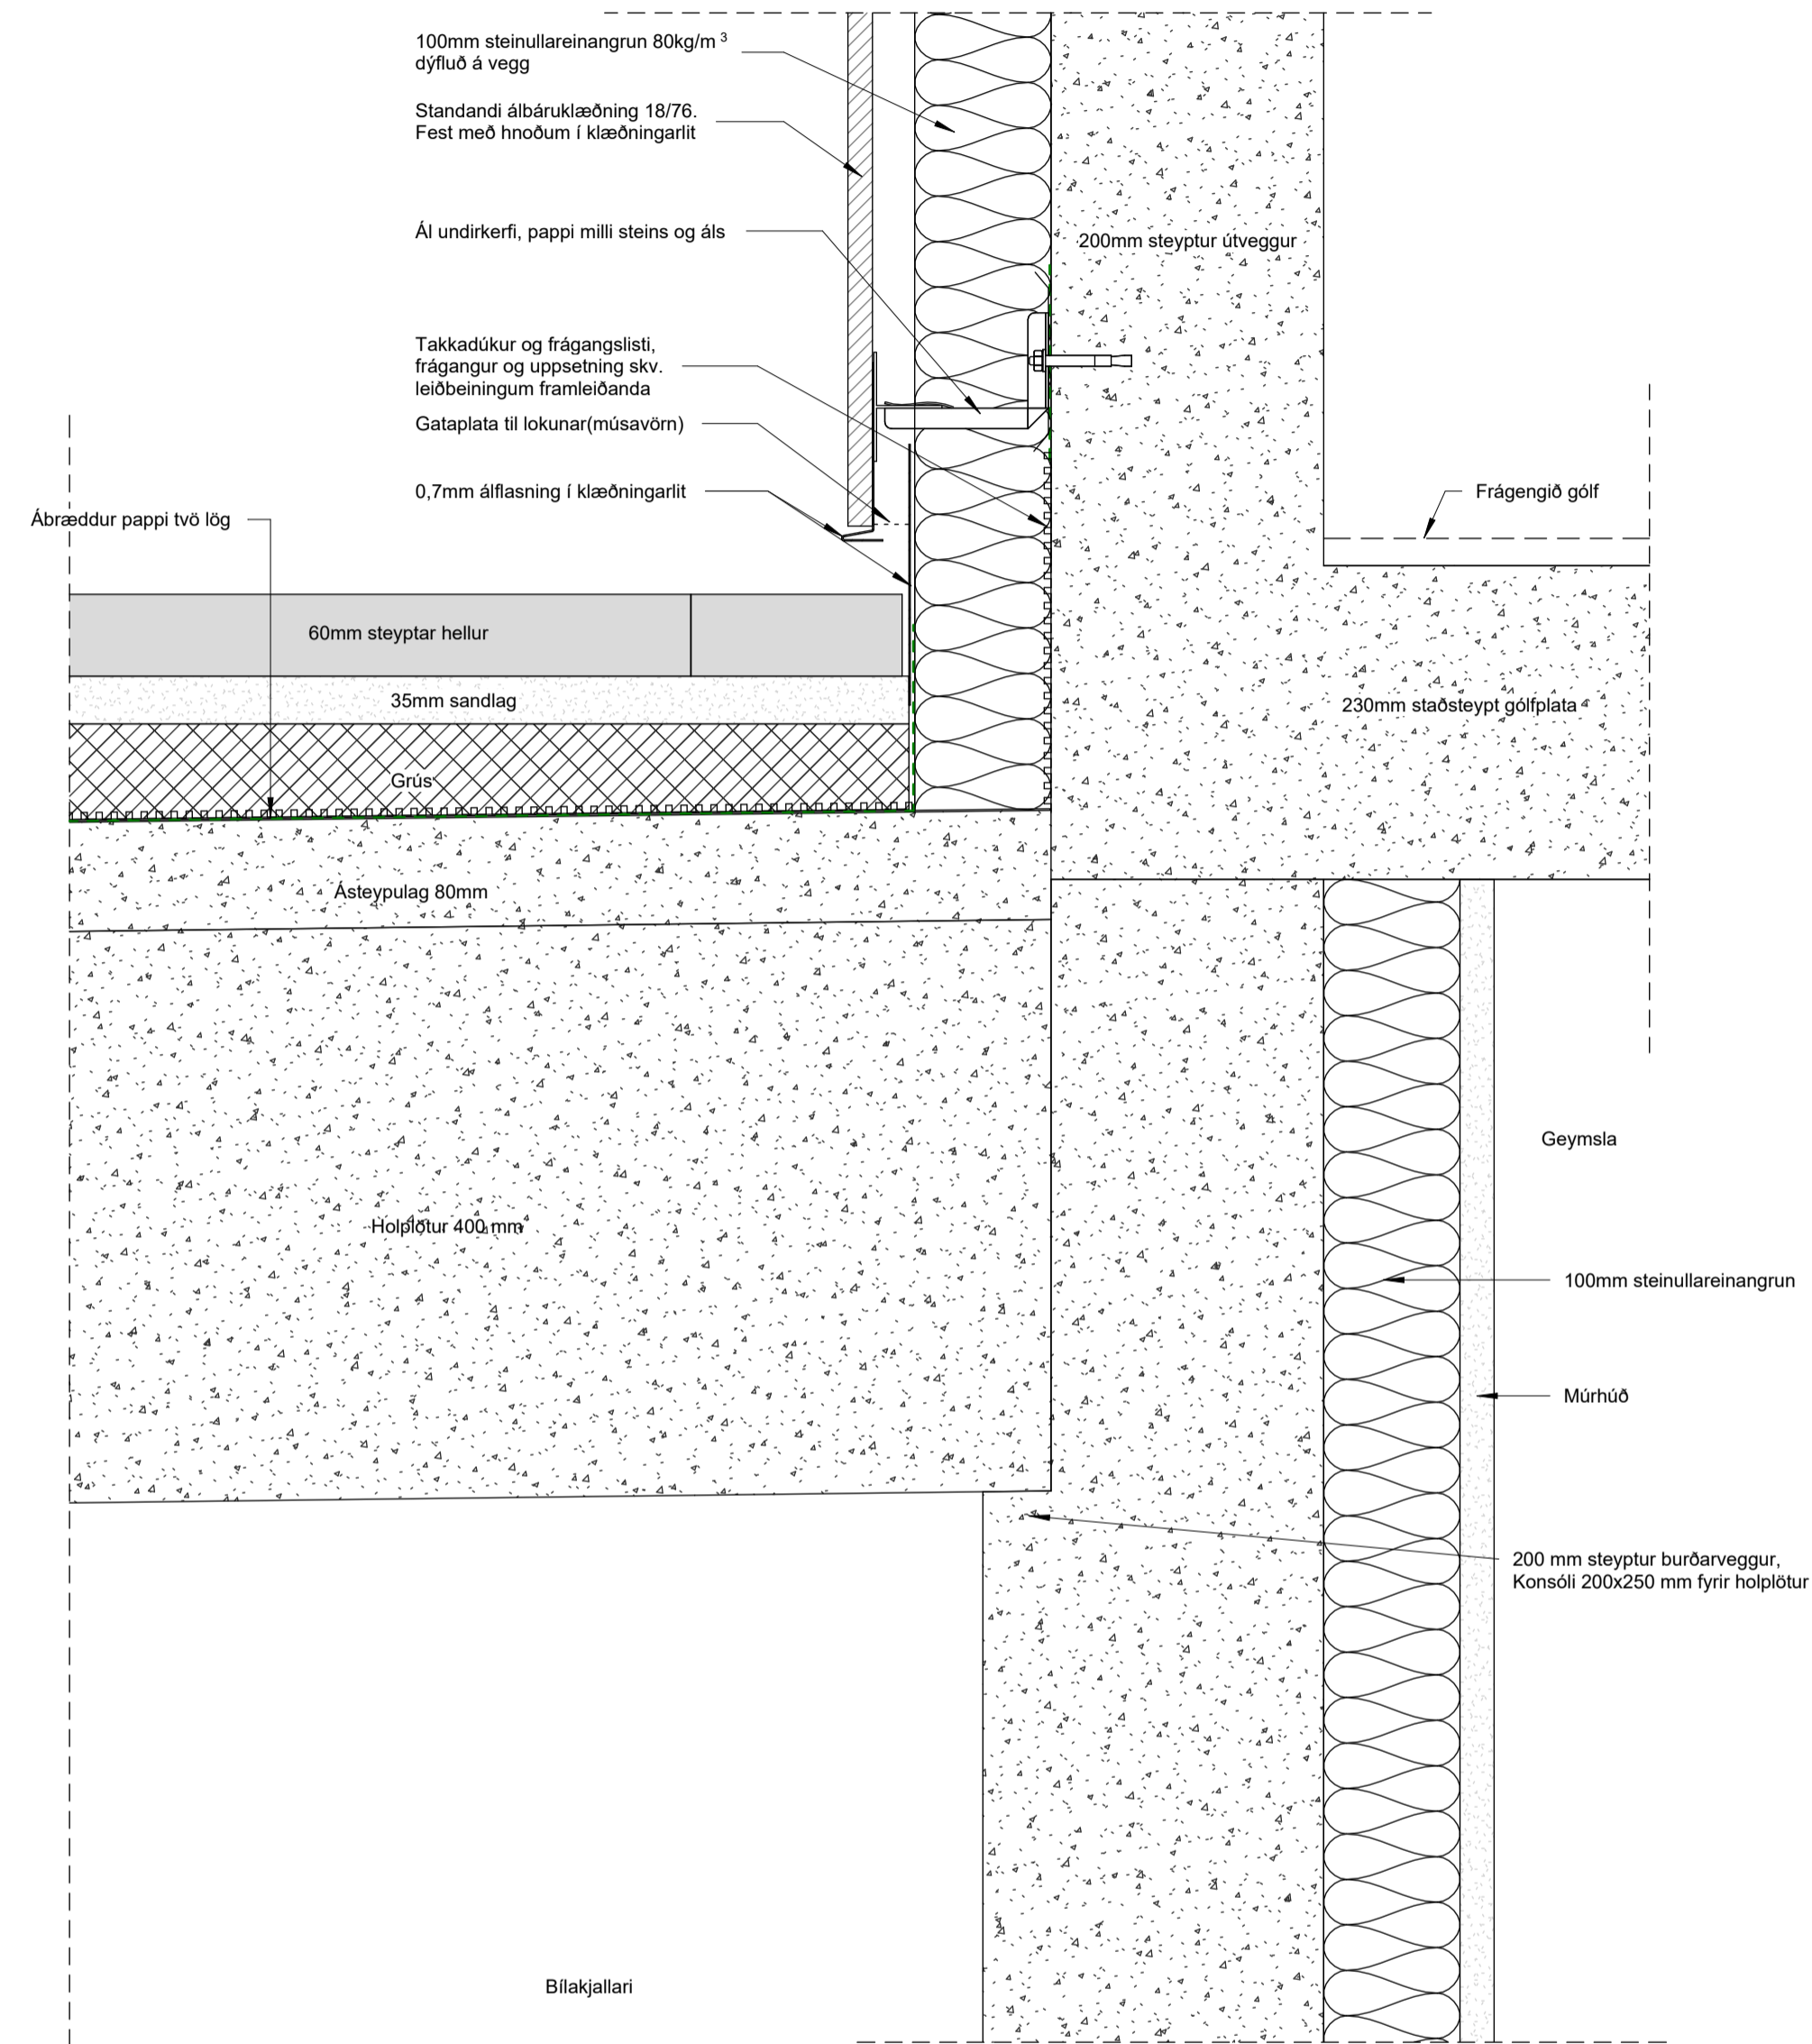 100mm steinullareinangrun 80kg/m³
dýfluð á vegg
Standandi álbáruklæðning 18/76.
Fest með hnoðum í klæðningarlit
Ál undirkerfi, pappi milli steins og áls
200mm steyptur útveggur
Takkadúkur og frágangslisti,
frágangur og uppsetning skv.
leiðbeiningum framleiðanda
Gataplata til lokunar(músavörn)
0,7mm álflasning í klæðningarlit
Frágengið gólf
Ábræddur pappi tvö lög
60mm steyptar hellur
35mm sandlag
230mm staðsteypt gólfplata
Grús
Ásteypulag 80mm
Geymsla
Holplötur 400 mm
100mm steinullareinangrun
Múrhúð
200 mm steyptur burðarveggur,
Konsóli 200x250 mm fyrir holplötur
Bílakjallari